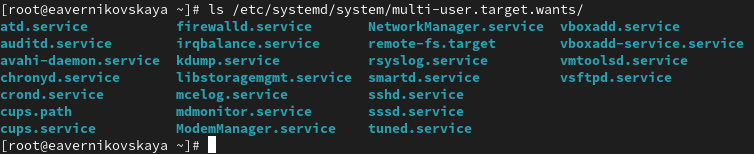 [root@eavernikovskaya ~]# ls /etc/systemd/system/multi-user.target.wants/
atd.service firewalld.service NetworkManager.service vboxadd.service
auditd.service irqbalance.service remote-fs.target vboxadd-service.service
avahi-daemon.service kdump.service rsyslog.service vmtoolsd.service
chronyd.service libstoragemgmt.service smartd.service vsftpd.service
crond.service mcelog.service sshd.service
cups.path mdmonitor.service sssd.service
cups.service ModemManager.service tuned.service
[root@eavernikovskaya ~]#